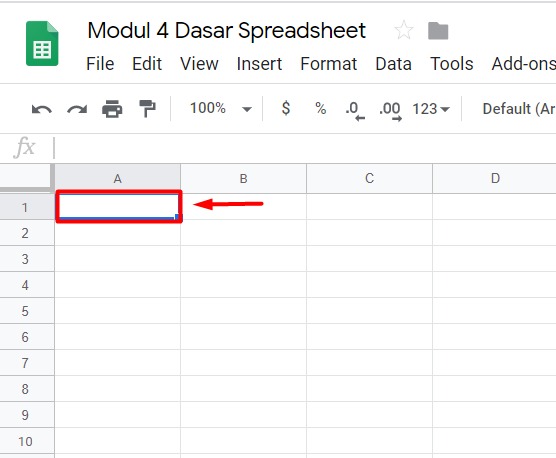 Modul 4 Dasar Spreadsheet
File Edit View Insert Format Data Tools Add-ons
100% $ % .0 .00 123 Default (Ar
fx
A B C D
1
2
3
4
5
6
7
8
9
10